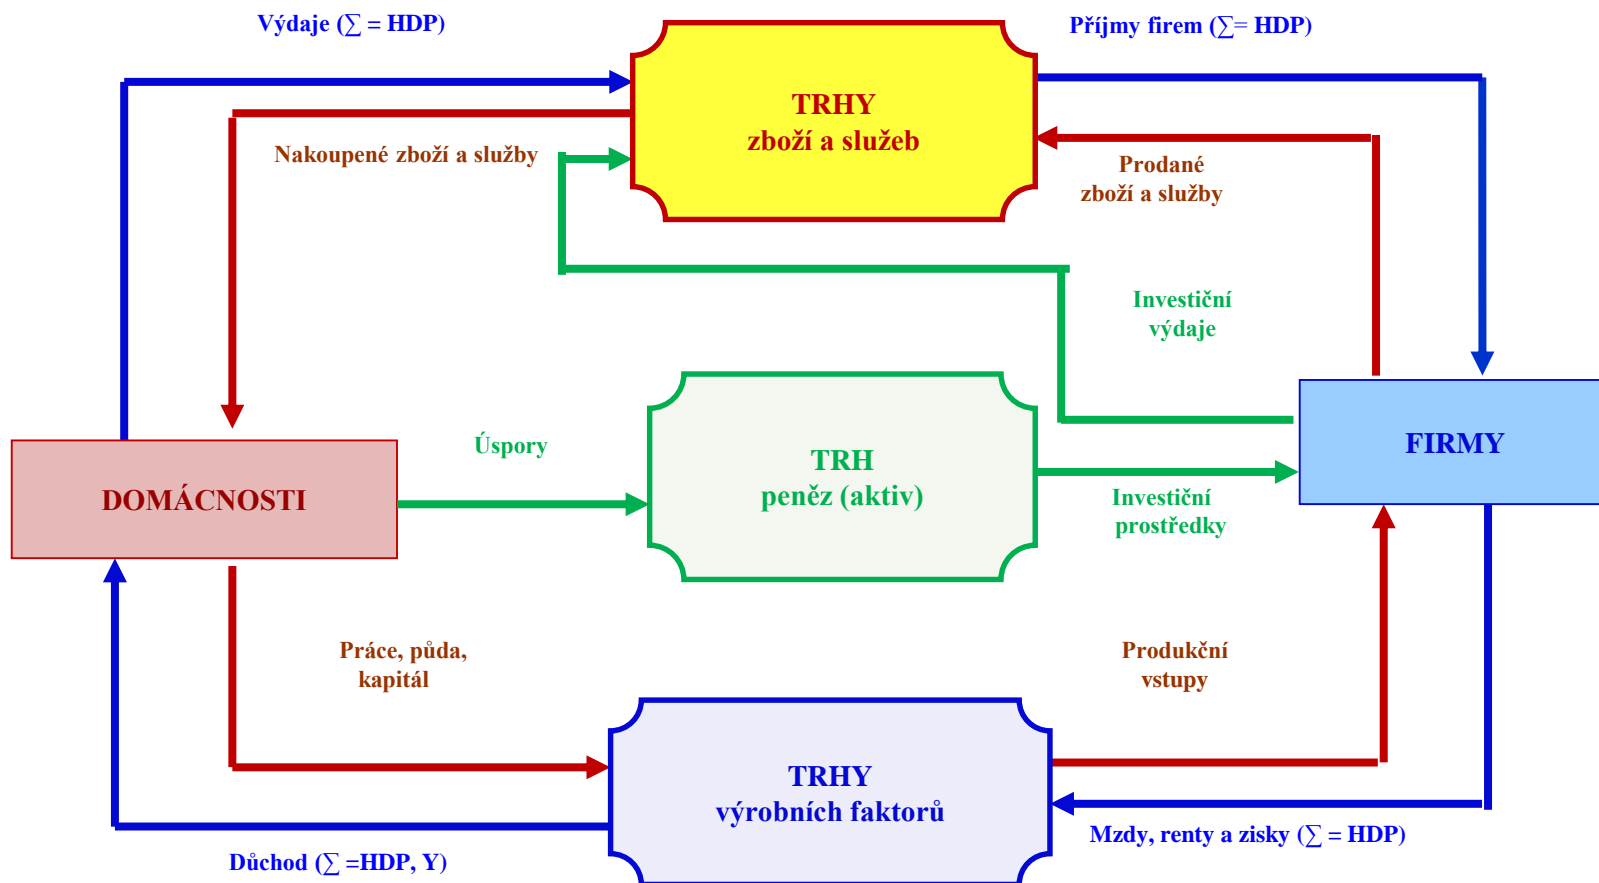 Výdaje (∑ = HDP)
Příjmy firem (∑= HDP)
TRHY
zboží a služeb
Nakoupené zboží a služby
Prodané
zboží a služby
Investiční
výdaje
Úspory
TRH
peněz (aktiv)
FIRMY
DOMÁCNOSTI
Investiční
prostředky
Práce, půda,
kapitál
Produkční
vstupy
TRHY
výrobních faktorů
Mzdy, renty a zisky (∑ = HDP)
Důchod (∑ =HDP, Y)